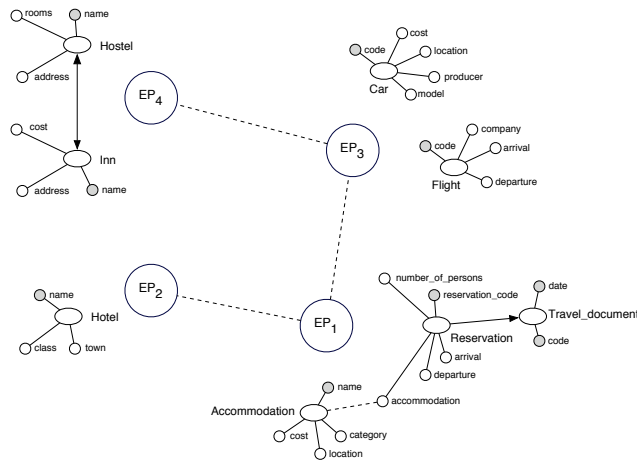 rooms
name
Hostel
address
cost
Inn
address
name
EP4
EP3
cost
code
location
producer
Car
model
company
code
arrival
Flight
departure
name
Hotel
class
town
EP2
EP1
number_of_persons
reservation_code
date
Travel_document
Reservation
code
arrival
departure
accommodation
name
Accommodation
cost
category
location